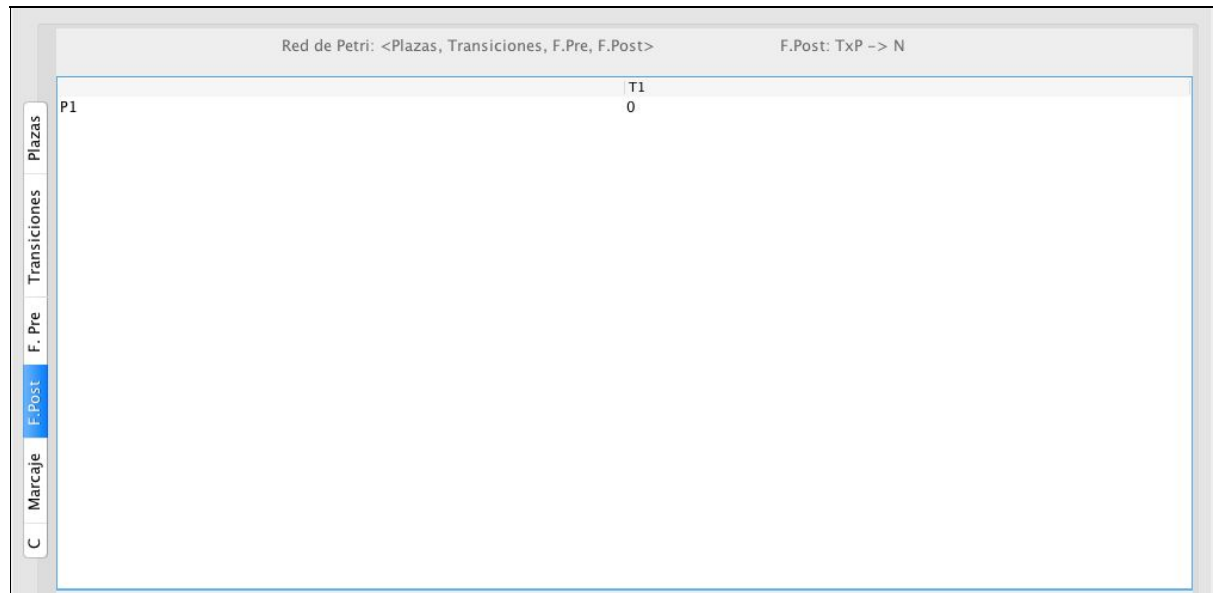 Red de Petri: <Plazas, Transiciones, F.Pre, F.Post> F.Post: TxP -> N
T1
P1 0
Plazas
Transiciones
F. Pre
F.Post
Marcaje
C